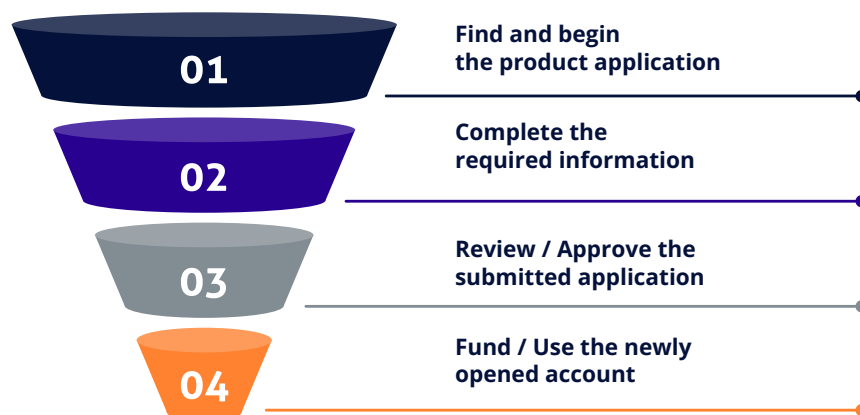 01
Find and begin
the product application
02
Complete the
required information
03
Review / Approve the
submitted application
04
Fund / Use the newly
opened account